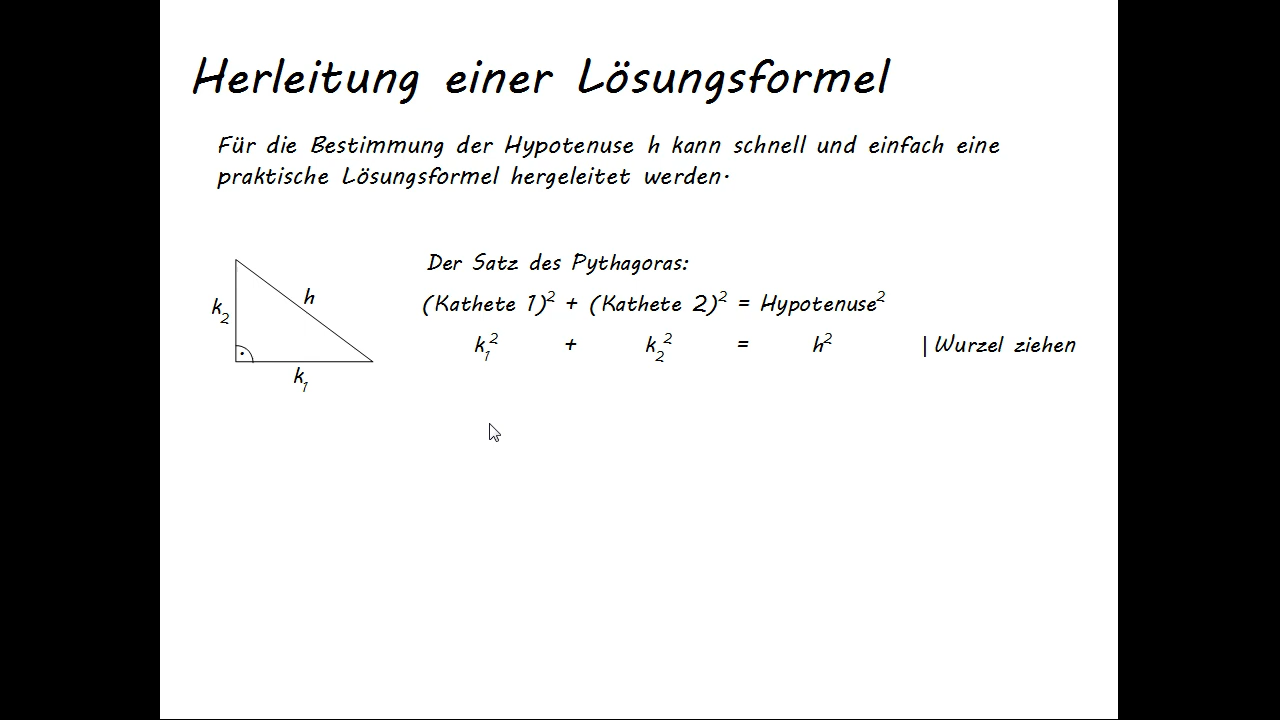 Herleitung einer Lösungsformel
Für die Bestimmung der Hypotenuse h kann schnell und einfach eine
praktische Lösungsformel hergeleitet werden.
Der Satz des Pythagoras:
(Kathete 1)² + (Kathete 2)² = Hypotenuse²
k₁² + k₂² = h² | Wurzel ziehen
h
k₂
k₁